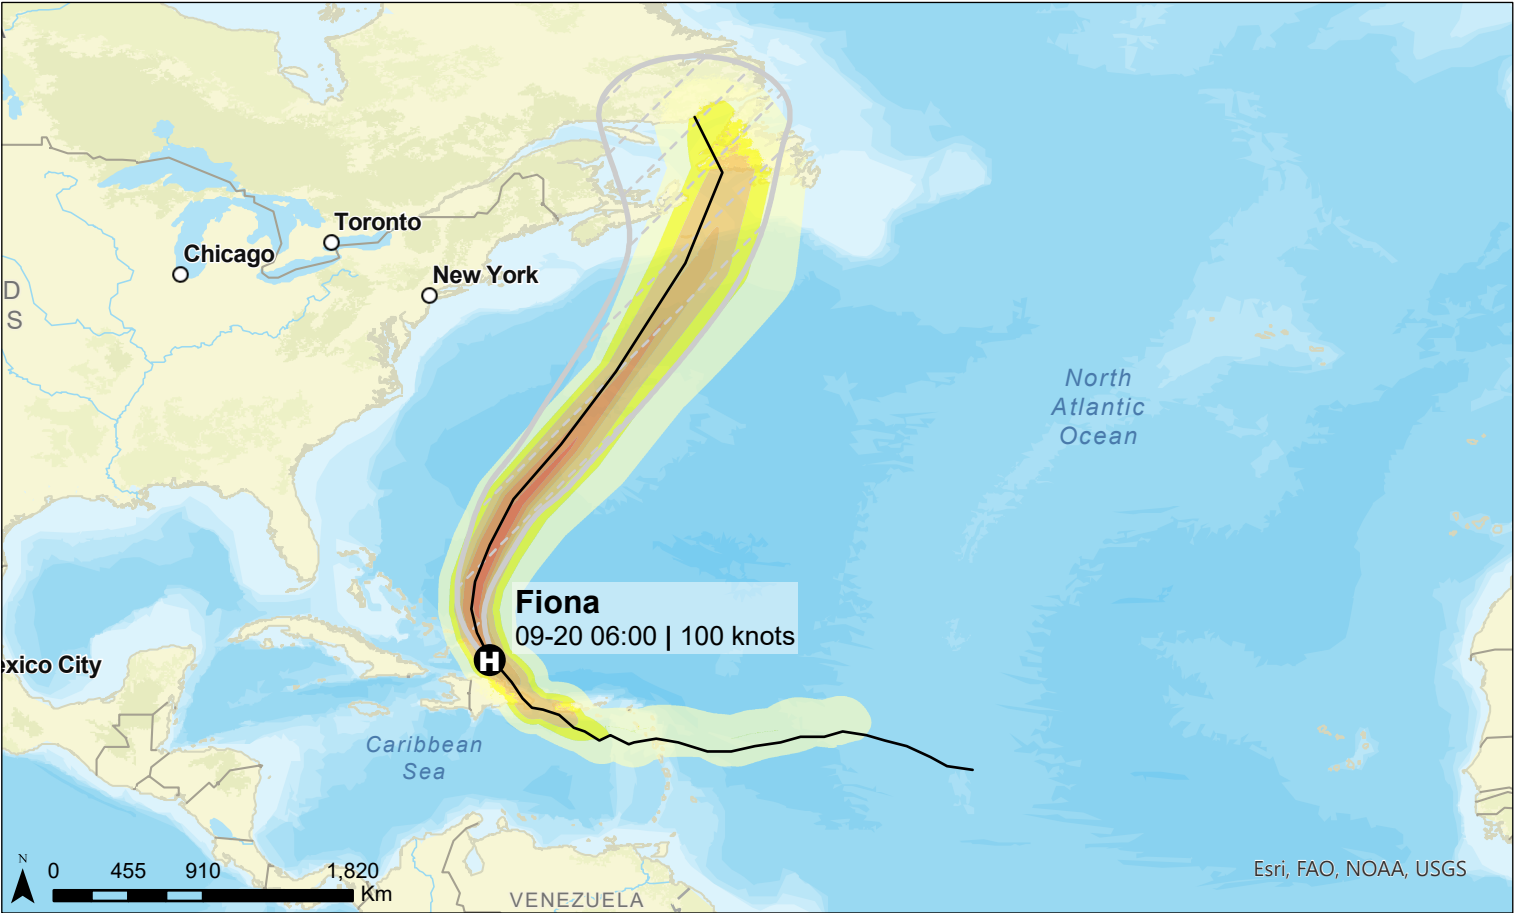 Toronto
Chicago
New York
D
S
North
Atlantic
Ocean
Fiona
09-20 06:00 | 100 knots
H
exico City
Caribbean
Sea
N
0 455 910 1,820
Km
VENEZUELA
Esri, FAO, NOAA, USGS